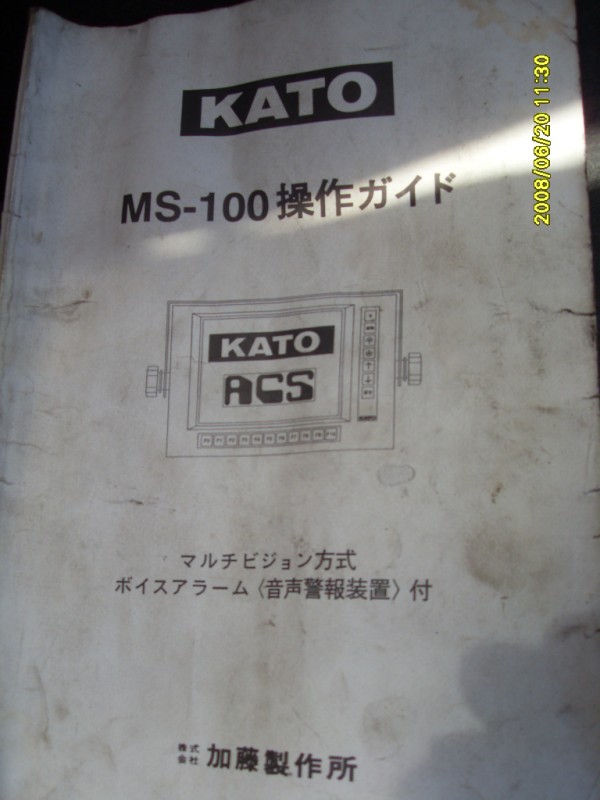 KATO
2008/06/20 11:30
MS-100操作ガイド
KATO
ACS
マルチビジョン方式
ボイスアラーム〈音声警報装置〉付
株式会社 加藤製作所